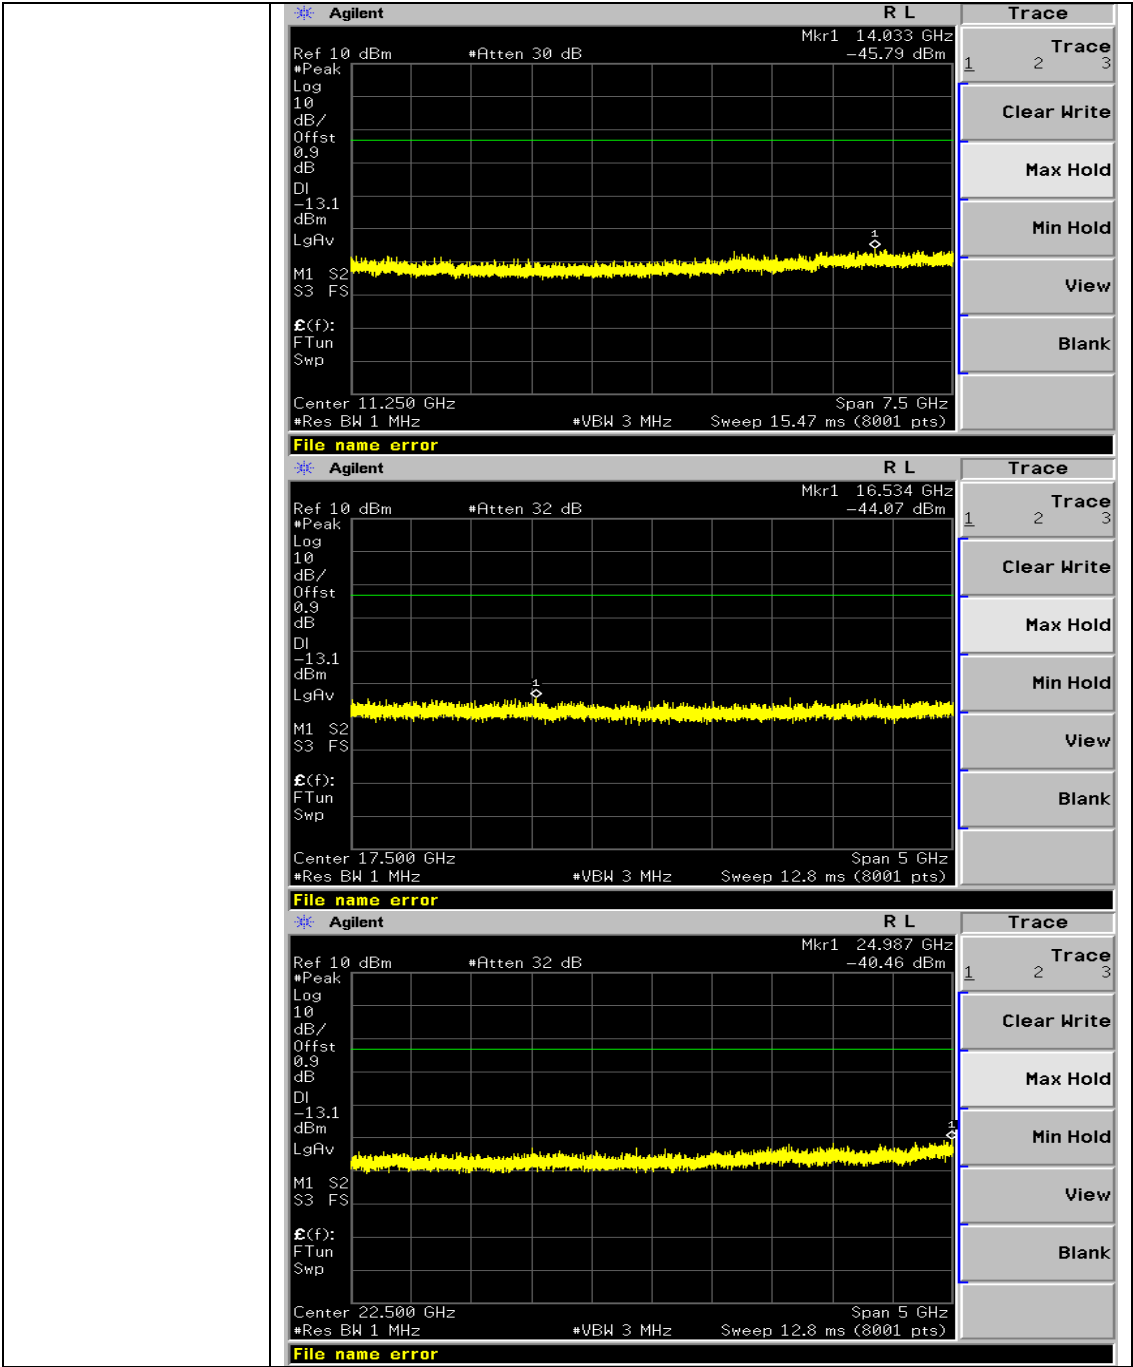 Agilent R L Trace
Mkr1 14.033 GHz
Ref 10 dBm #Atten 30 dB -45.79 dBm
Trace
1 2 3
#Peak
Log
10
dB/
Offst
0.9
dB
DI
-13.1
dBm
LgAv
M1 S2
S3 FS
£(f):
FTun
Swp
1
Center 11.250 GHz Span 7.5 GHz
#Res BW 1 MHz #VBW 3 MHz Sweep 15.47 ms (8001 pts)
Clear Write
Max Hold
Min Hold
View
Blank
File name error
Agilent R L Trace
Mkr1 16.534 GHz
Ref 10 dBm #Atten 32 dB -44.07 dBm
Trace
1 2 3
#Peak
Log
10
dB/
Offst
0.9
dB
DI
-13.1
dBm
LgAv
M1 S2
S3 FS
£(f):
FTun
Swp
1
Center 17.500 GHz Span 5 GHz
#Res BW 1 MHz #VBW 3 MHz Sweep 12.8 ms (8001 pts)
Clear Write
Max Hold
Min Hold
View
Blank
File name error
Agilent R L Trace
Mkr1 24.987 GHz
Ref 10 dBm #Atten 32 dB -40.46 dBm
Trace
1 2 3
#Peak
Log
10
dB/
Offst
0.9
dB
DI
-13.1
dBm
LgAv
M1 S2
S3 FS
£(f):
FTun
Swp
1
Center 22.500 GHz Span 5 GHz
#Res BW 1 MHz #VBW 3 MHz Sweep 12.8 ms (8001 pts)
Clear Write
Max Hold
Min Hold
View
Blank
File name error